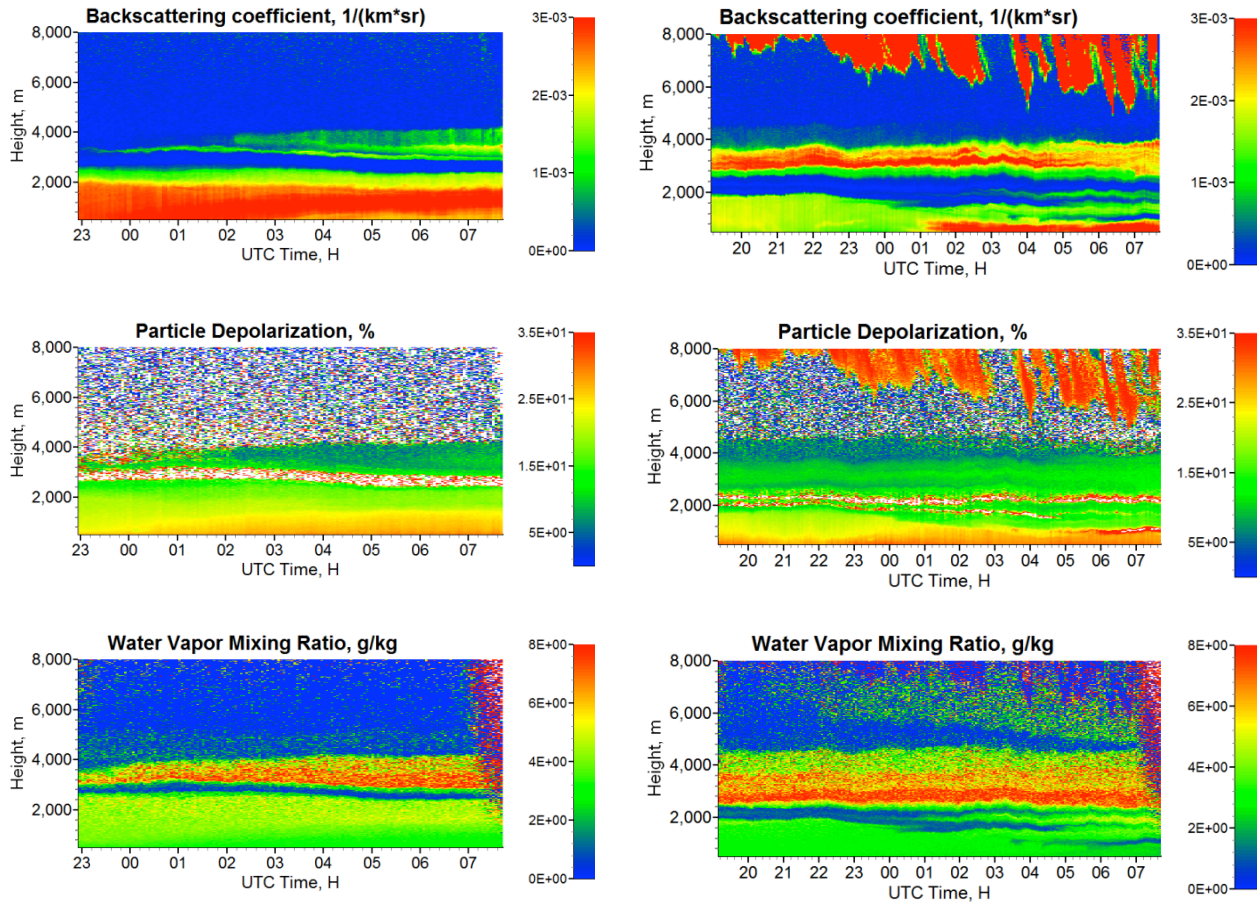 Backscattering coefficient, 1/(km*sr)
8,000
6,000
4,000
2,000
Height, m
23 00 01 02 03 04 05 06 07
UTC Time, H
3E-03
2E-03
1E-03
0E+00
Backscattering coefficient, 1/(km*sr)
8,000
6,000
4,000
2,000
Height, m
20 21 22 23 00 01 02 03 04 05 06 07
UTC Time, H
3E-03
2E-03
1E-03
0E+00
Particle Depolarization, %
8,000
6,000
4,000
2,000
Height, m
23 00 01 02 03 04 05 06 07
UTC Time, H
3.5E+01
2.5E+01
1.5E+01
5E+00
Particle Depolarization, %
8,000
6,000
4,000
2,000
Height, m
20 21 22 23 00 01 02 03 04 05 06 07
UTC Time, H
3.5E+01
2.5E+01
1.5E+01
5E+00
Water Vapor Mixing Ratio, g/kg
8,000
6,000
4,000
2,000
Height, m
23 00 01 02 03 04 05 06 07
UTC Time, H
8E+00
6E+00
4E+00
2E+00
0E+00
Water Vapor Mixing Ratio, g/kg
8,000
6,000
4,000
2,000
Height, m
20 21 22 23 00 01 02 03 04 05 06 07
UTC Time, H
8E+00
6E+00
4E+00
2E+00
0E+00